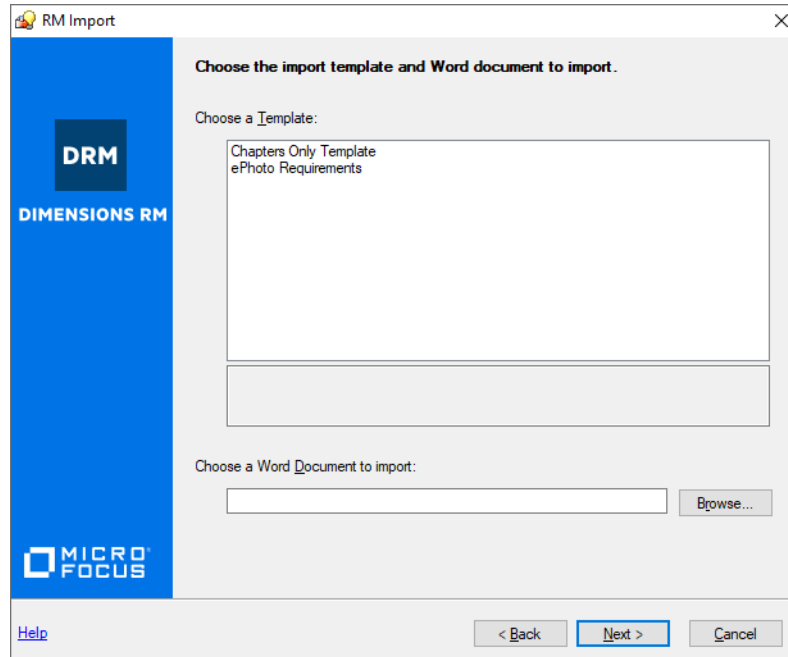 RM Import
Choose the import template and Word document to import.
Choose a Template:
Chapters Only Template
ePhoto Requirements
DRM
DIMENSIONS RM
Choose a Word Document to import:
Browse...
MICRO
FOCUS
Help
< Back
Next >
Cancel